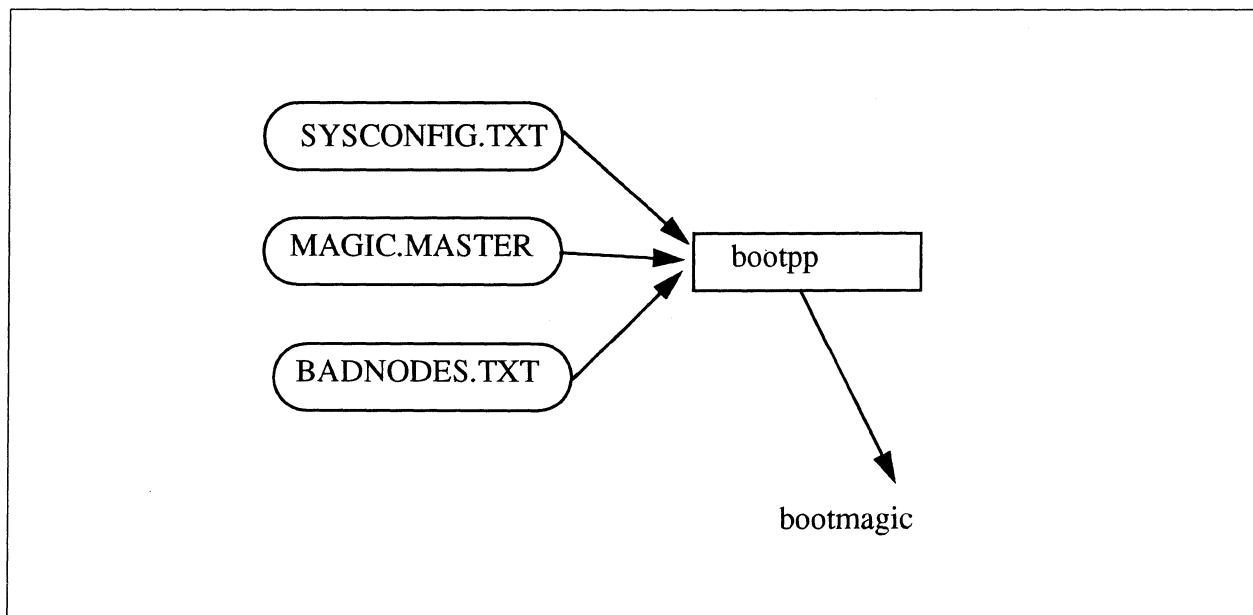 SYSCONFIG.TXT
MAGIC.MASTER
bootpp
BADNODES.TXT
bootmagic